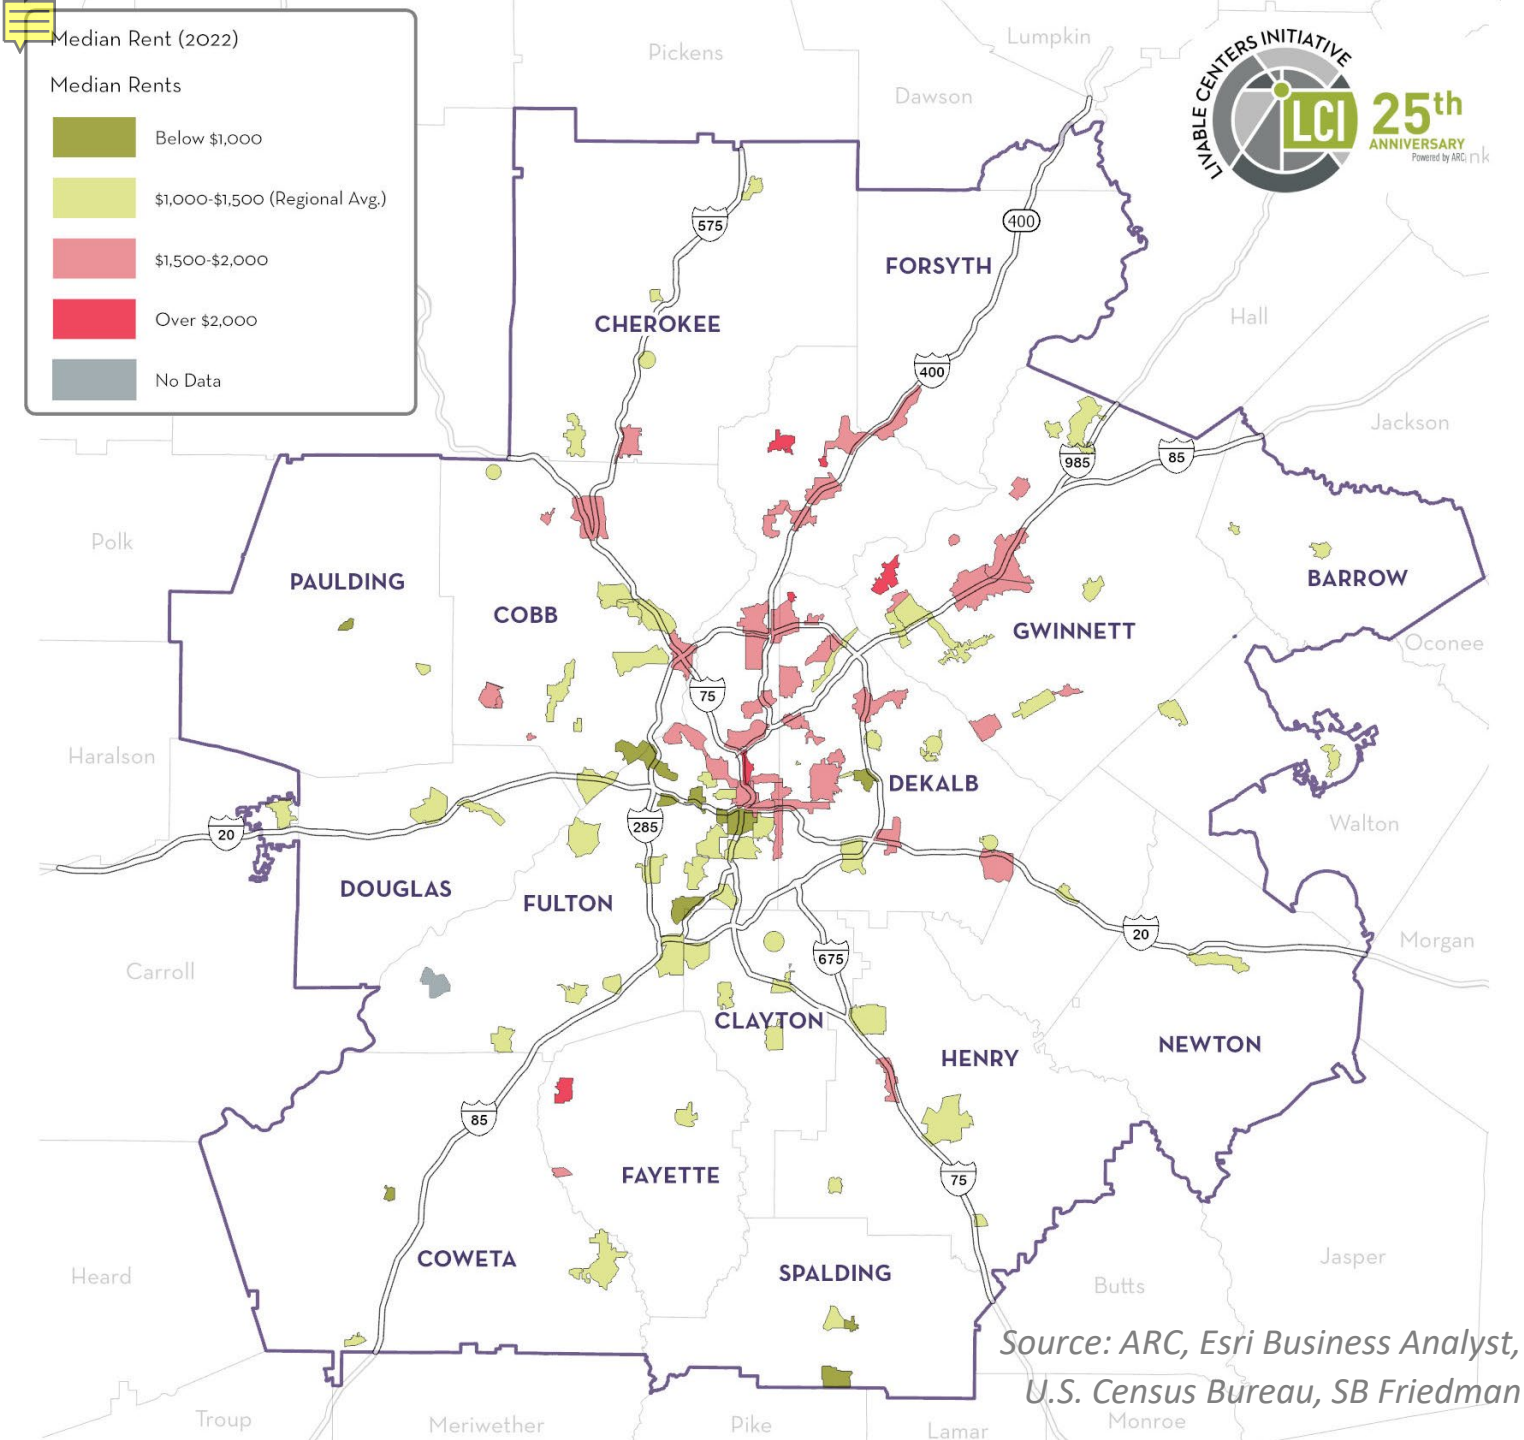 Median Rent (2022)
Median Rents
Below $1,000
$1,000-$1,500 (Regional Avg.)
$1,500-$2,000
Over $2,000
No Data
LIVABLE CENTERS INITIATIVE
LCI
25th
ANNIVERSARY
Powered by ARC
Pickens
Lumpkin
Dawson
575
400
FORSYTH
CHEROKEE
Hall
400
Jackson
985
85
Polk
PAULDING
BARROW
COBB
GWINNETT
Oconee
75
Haralson
DEKALB
20
285
Walton
DOUGLAS
FULTON
20
Morgan
Carroll
675
CLAYTON
HENRY
NEWTON
85
FAYETTE
75
COWETA
SPALDING
Heard
Jasper
Butts
Source: ARC, Esri Business Analyst,
U.S. Census Bureau, SB Friedman
Troup
Meriwether
Pike
Lamar
Monroe